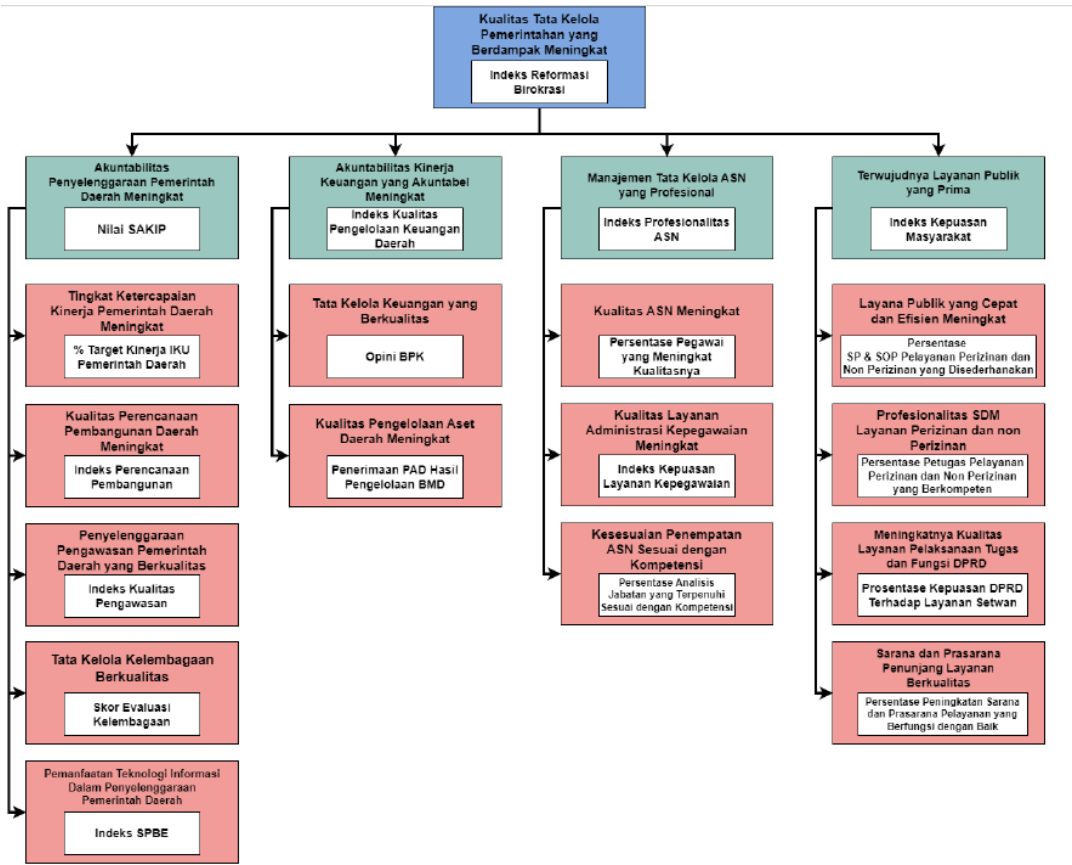 Kualitas Tata Kelola
Pemerintahan yang
Berdampak Meningkat
Indeks Reformasi
Birokrasi
Akuntabilitas
Penyelenggaraan Pemerintah
Daerah Meningkat
Nilai SAKIP
Tingkat Ketercapaian
Kinerja Pemerintah Daerah
Meningkat
% Target Kinerja IKU
Pemerintah Daerah
Kualitas Perencanaan
Pembangunan Daerah
Meningkat
Indeks Perencanaan
Pembangunan
Penyelenggaraan
Pengawasan Pemerintah
Daerah yang Berkualitas
Indeks Kualitas
Pengawasan
Tata Kelola Kelembagaan
Berkualitas
Skor Evaluasi
Kelembagaan
Pemanfaatan Teknologi Informasi
Dalam Penyelenggaraan
Pemerintah Daerah
Indeks SPBE
Akuntabilitas Kinerja
Keuangan yang Akuntabel
Meningkat
Indeks Kualitas
Pengelolaan Keuangan
Daerah
Tata Kelola Keuangan yang
Berkualitas
Opini BPK
Kualitas Pengelolaan Aset
Daerah Meningkat
Penerimaan PAD Hasil
Pengelolaan BMD
Manajemen Tata Kelola ASN
yang Profesional
Indeks Profesionalitas
ASN
Kualitas ASN Meningkat
Persentase Pegawai
yang Meningkat
Kualitasnya
Kualitas Layanan
Administrasi Kepegawaian
Meningkat
Indeks Kepuasan
Layanan Kepegawaian
Kesesuaian Penempatan
ASN Sesuai dengan
Kompetensi
Persentase Analisis
Jabatan yang Terpenuhi
Sesuai dengan Kompetensi
Terwujudnya Layanan Publik
yang Prima
Indeks Kepuasan
Masyarakat
Layana Publik yang Cepat
dan Efisien Meningkat
Persentase
SP & SOP Pelayanan Perizinan dan
Non Perizinan yang Disederhanakan
Profesionalitas SDM
Layanan Perizinan dan non
Perizinan
Persentase Petugas Pelayanan
Perizinan dan Non Perizinan
yang Berkompeten
Meningkatnya Kualitas
Layanan Pelaksanaan Tugas
dan Fungsi DPRD
Prosentase Kepuasan DPRD
Terhadap Layanan Setwan
Sarana dan Prasarana
Penunjang Layanan
Berkualitas
Persentase Peningkatan Sarana
dan Prasarana Pelayanan yang
Berfungsi dengan Baik